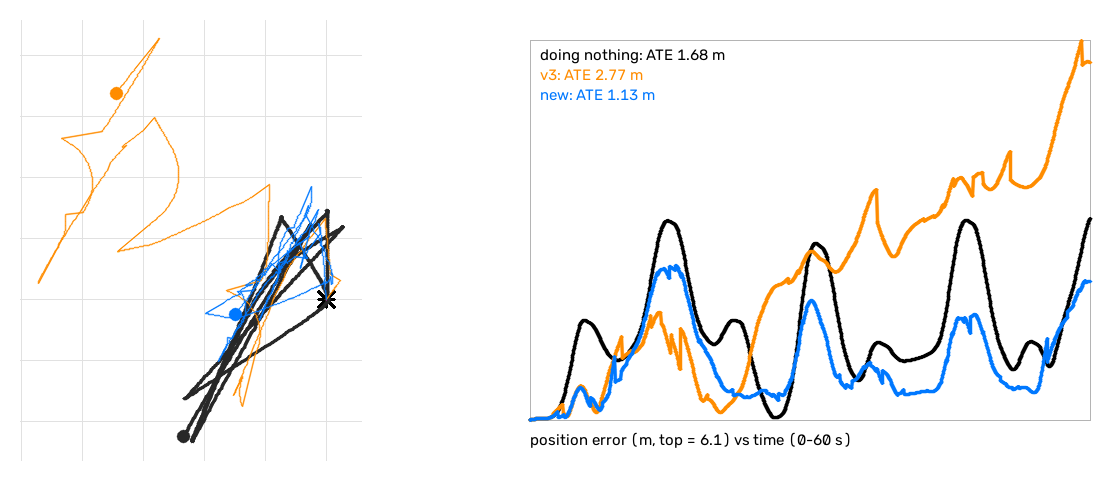 doing nothing: ATE 1.68 m
v3: ATE 2.77 m
new: ATE 1.13 m
position error (m, top = 6.1) vs time (0-60 s)